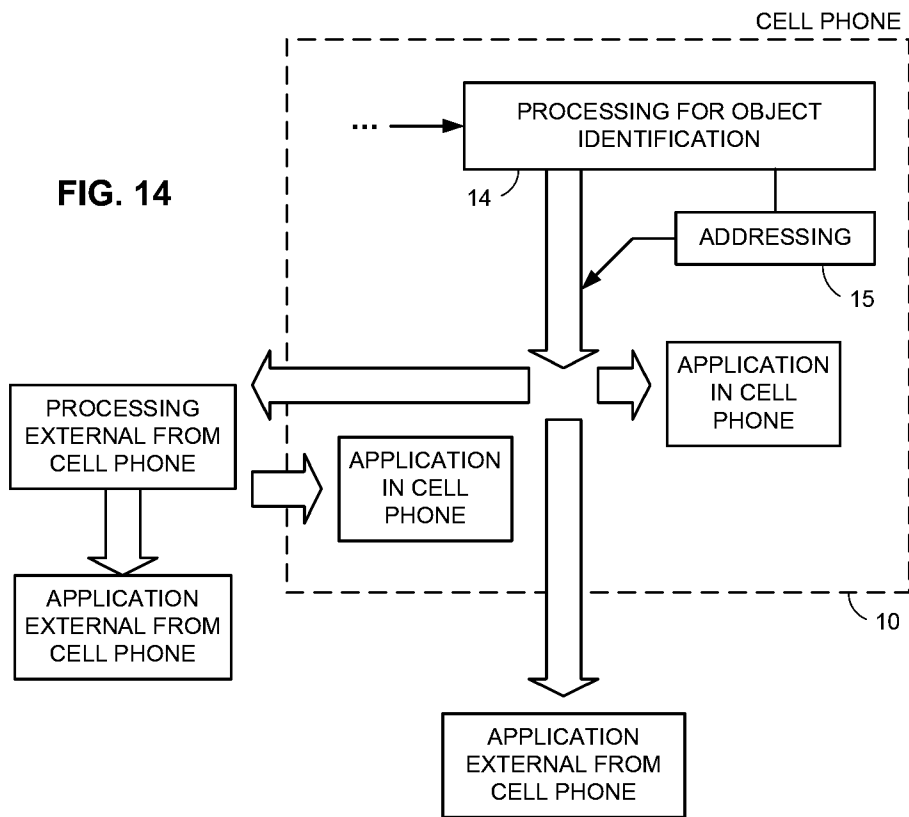 CELL PHONE
PROCESSING FOR OBJECT
IDENTIFICATION
...
FIG. 14
14
ADDRESSING
15
APPLICATION
IN CELL
PHONE
PROCESSING
EXTERNAL FROM
CELL PHONE
APPLICATION
IN CELL
PHONE
APPLICATION
EXTERNAL FROM
CELL PHONE
10
APPLICATION
EXTERNAL FROM
CELL PHONE